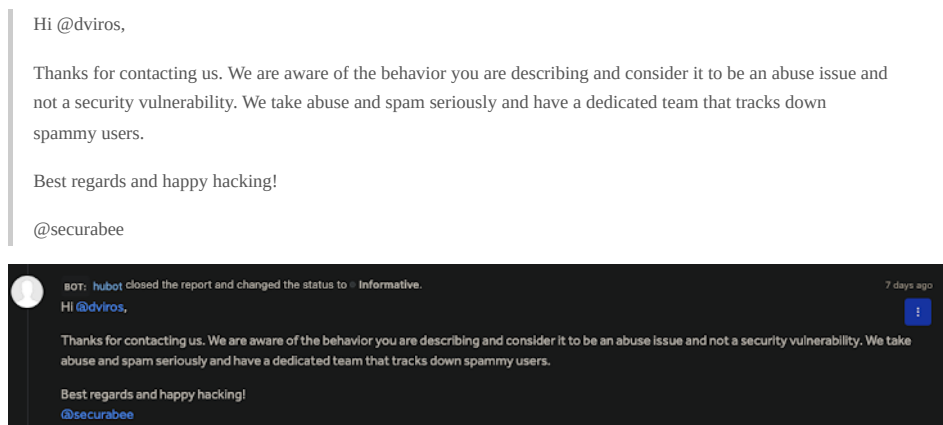 Hi @dviros,
Thanks for contacting us. We are aware of the behavior you are describing and consider it to be an abuse issue and
not a security vulnerability. We take abuse and spam seriously and have a dedicated team that tracks down
spammy users.
Best regards and happy hacking!
@securabee
BOT: hubot closed the report and changed the status to Informative. 7 days ago
Hi @dviros,
Thanks for contacting us. We are aware of the behavior you are describing and consider it to be an abuse issue and not a security vulnerability. We take
abuse and spam seriously and have a dedicated team that tracks down spammy users.
Best regards and happy hacking!
@securabee